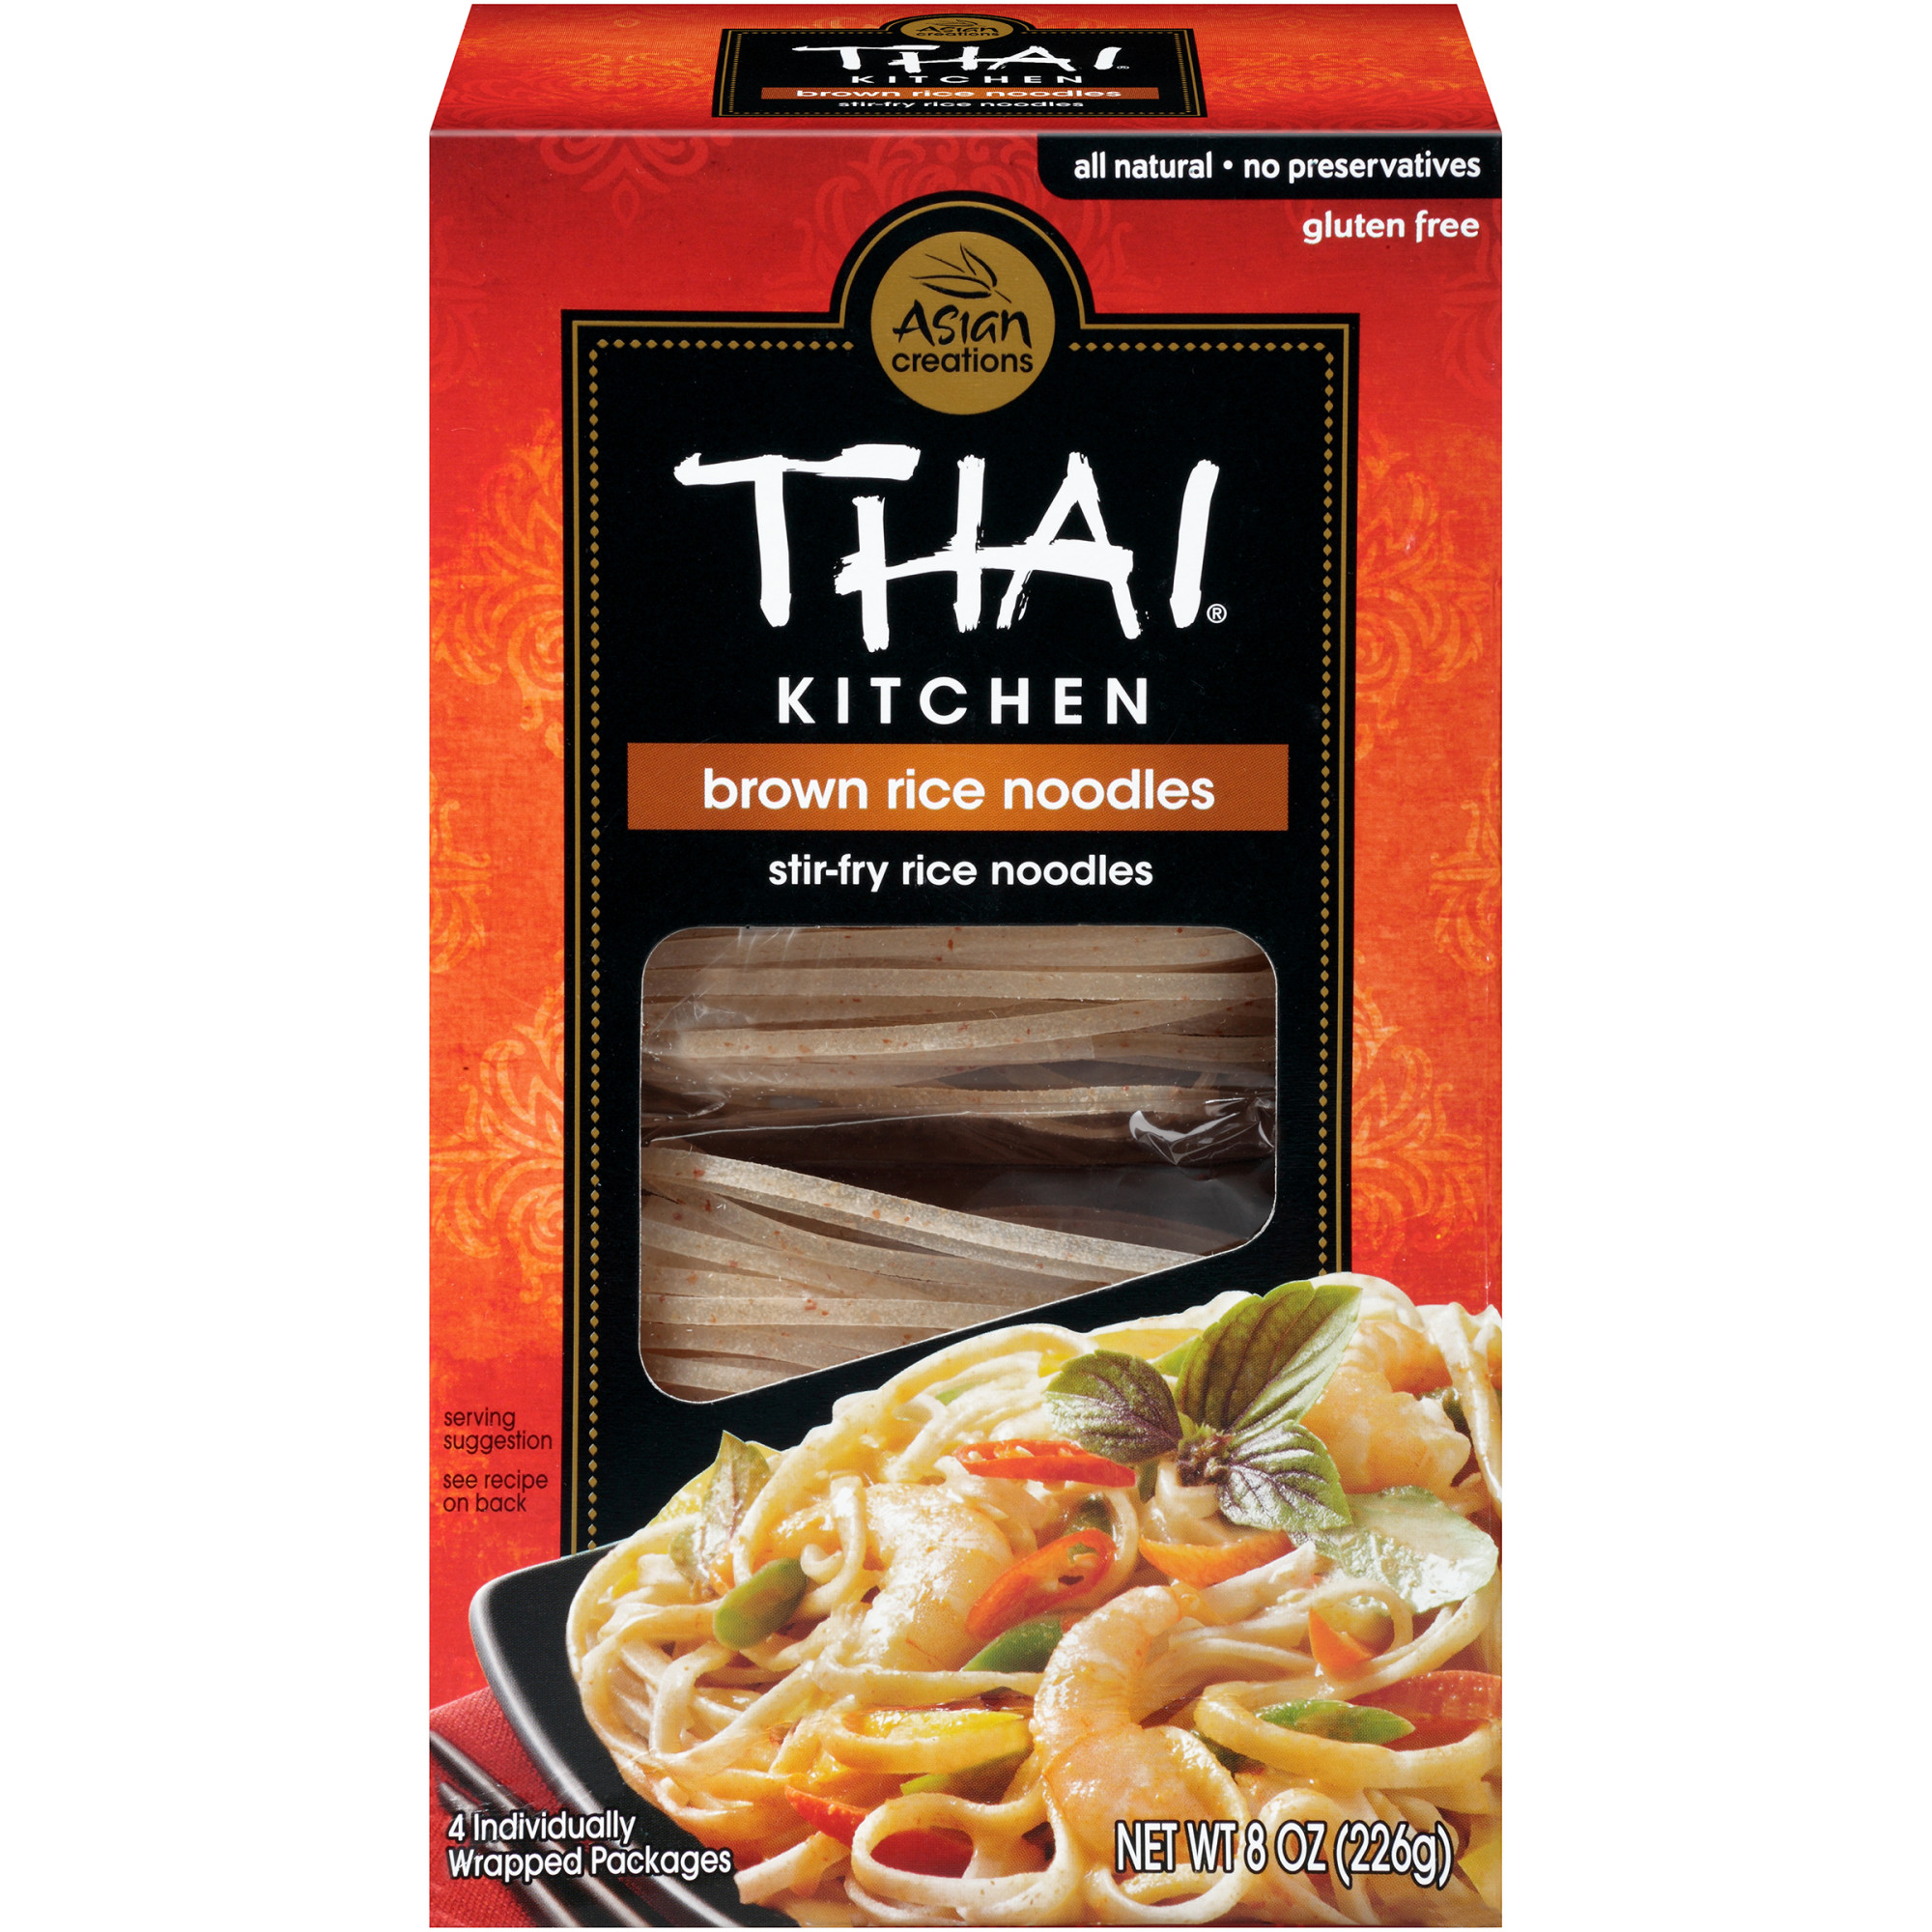 Asian
creations
THAI®
KITCHEN
brown rice noodles
stir-fry rice noodles
all natural • no preservatives
gluten free
Asian
creations
THAI®
KITCHEN
brown rice noodles
stir-fry rice noodles
serving
suggestion
see recipe
on back
4 Individually
Wrapped Packages
NET WT 8 OZ (226g)